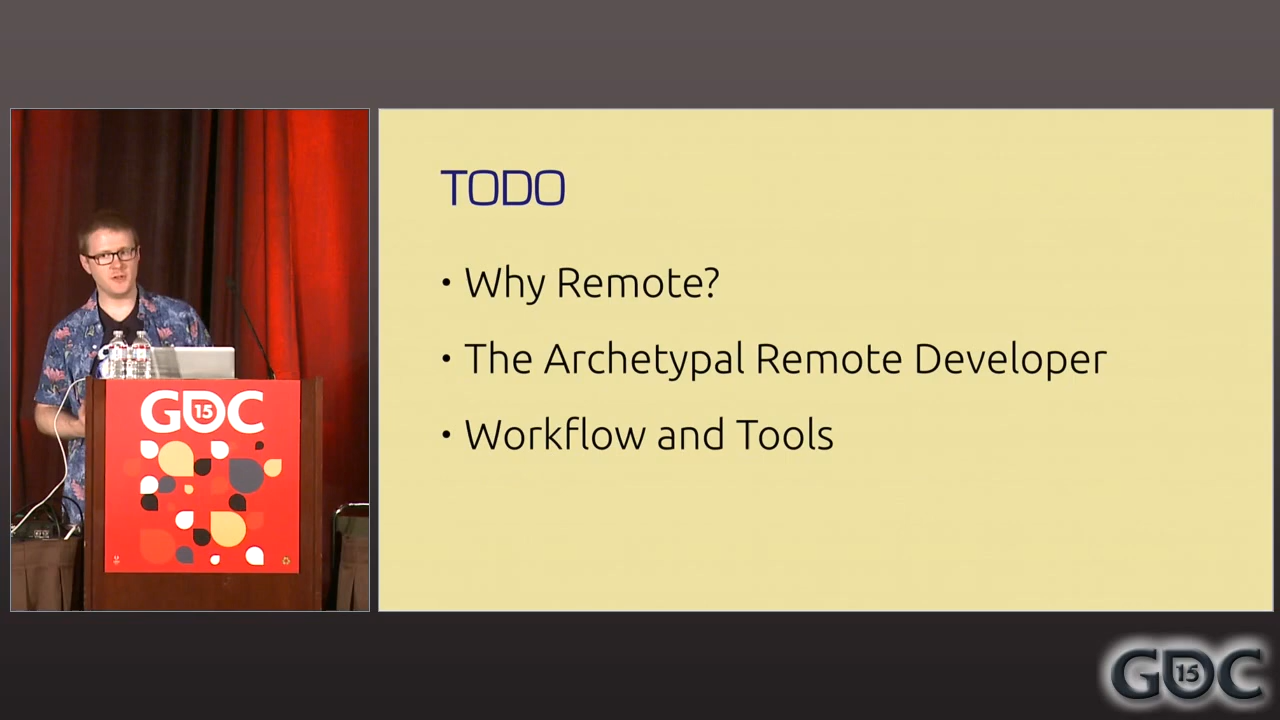 TODO
• Why Remote?
• The Archetypal Remote Developer
• Workflow and Tools
GDC
15
GDC
15